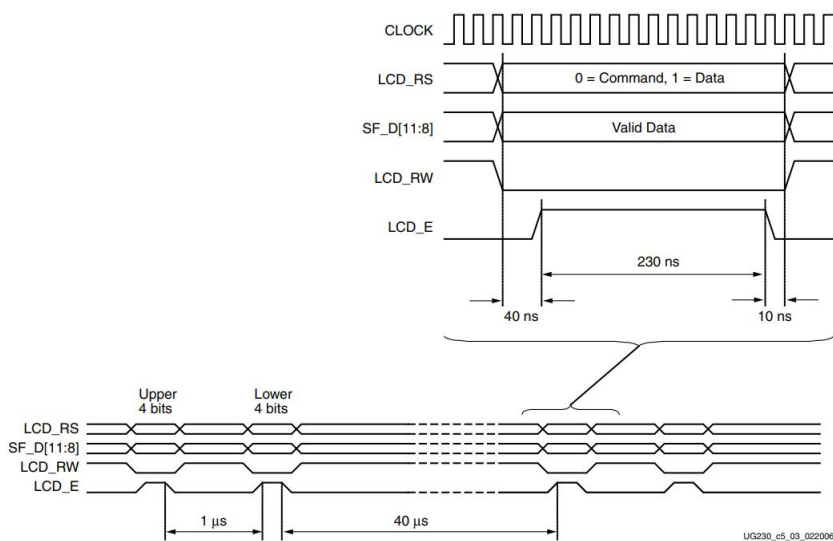 CLOCK
LCD_RS
0 = Command, 1 = Data
SF_D[11:8]
Valid Data
LCD_RW
LCD_E
230 ns
40 ns
10 ns
Upper
4 bits
Lower
4 bits
LCD_RS
SF_D[11:8]
LCD_RW
LCD_E
1 μs
40 μs
UG230_c5_03_022006